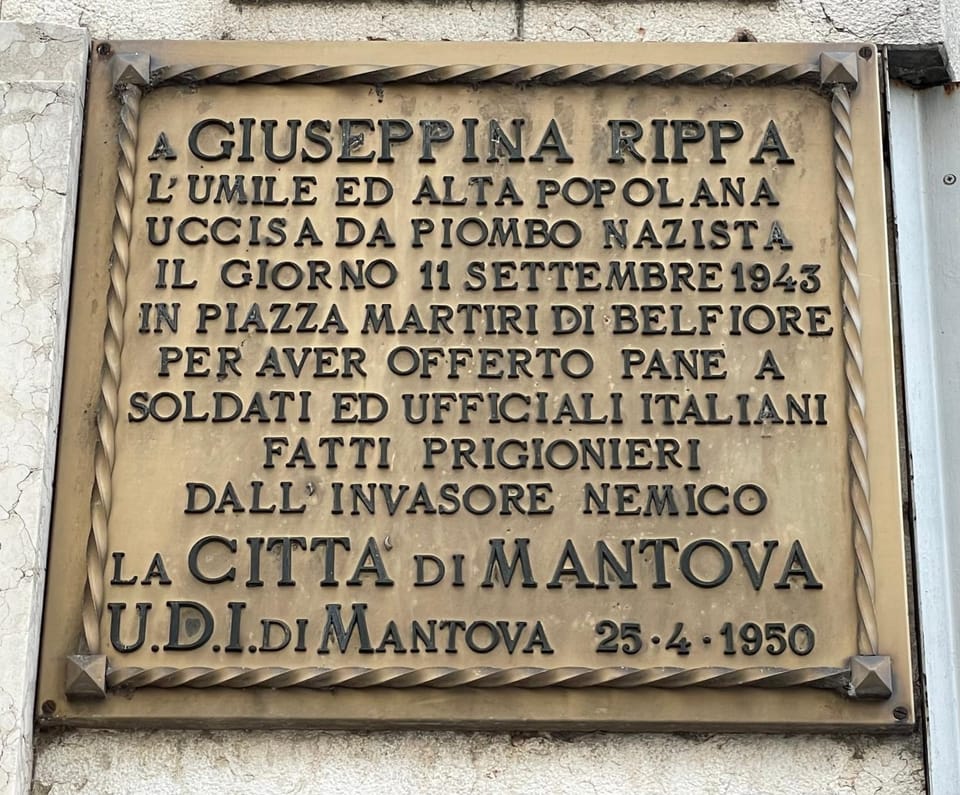 A GIUSEPPINA RIPPA
L'UMILE ED ALTA POPOLANA
UCCISA DA PIOMBO NAZISTA
IL GIORNO 11 SETTEMBRE 1943
IN PIAZZA MARTIRI DI BELFIORE
PER AVER OFFERTO PANE A
SOLDATI ED UFFICIALI ITALIANI
FATTI PRIGIONIERI
DALL' INVASORE NEMICO
LA CITTA' DI MANTOVA
U.D.I. DI MANTOVA 25·4·1950